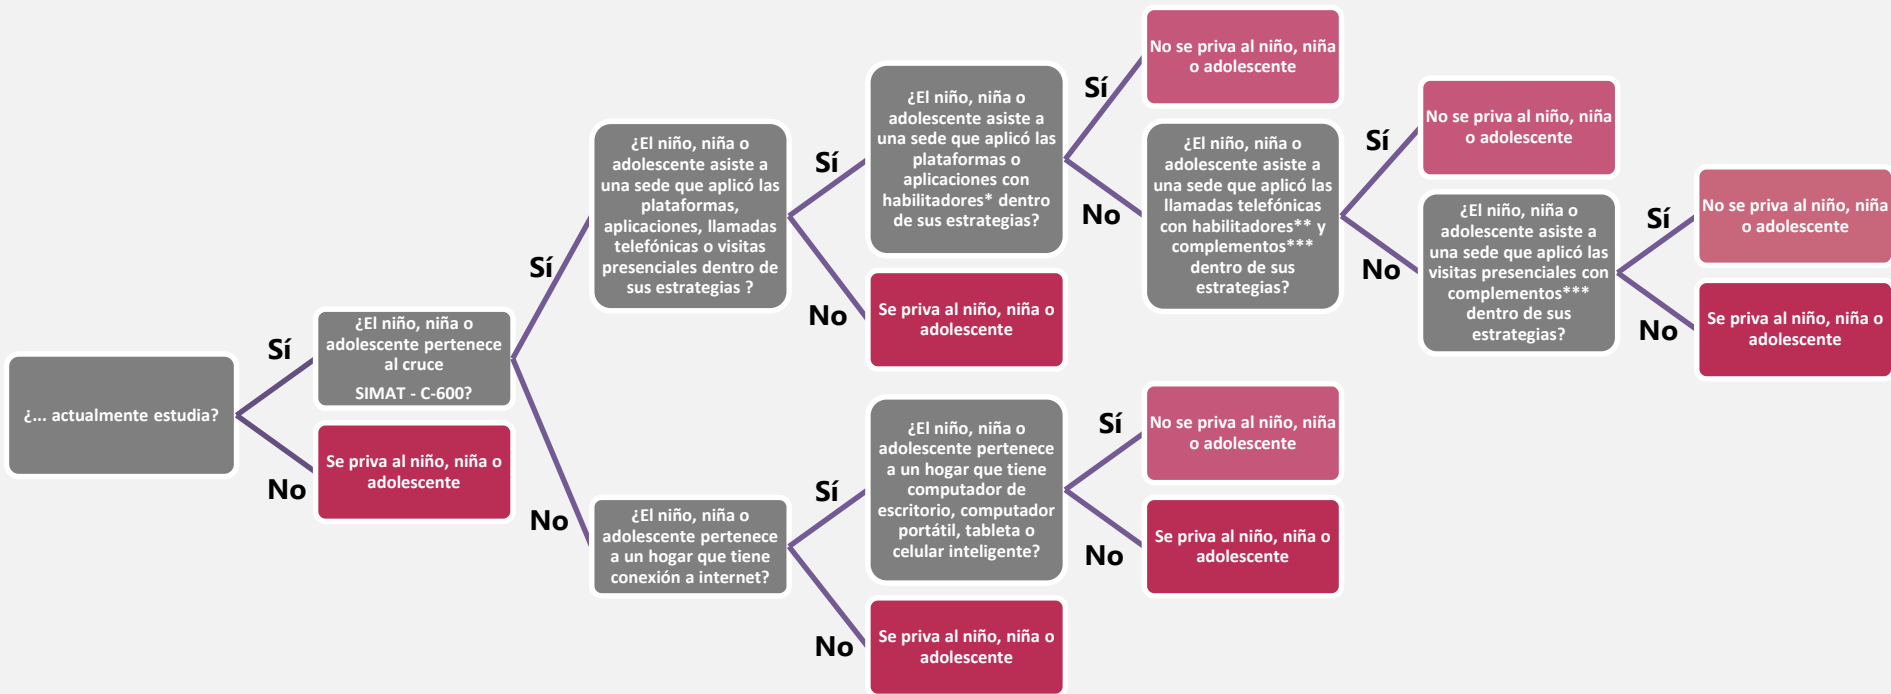 ¿... actualmente estudia?
Sí
No
¿El niño, niña o
adolescente pertenece
al cruce
SIMAT - C-600?
Se priva al niño, niña o
adolescente
Sí
No
¿El niño, niña o
adolescente asiste a
una sede que aplicó las
plataformas,
aplicaciones, llamadas
telefónicas o visitas
presenciales dentro de
sus estrategias ?
¿El niño, niña o
adolescente pertenece
a un hogar que tiene
conexión a internet?
Sí
No
¿El niño, niña o
adolescente asiste a
una sede que aplicó las
plataformas o
aplicaciones con
habilitadores* dentro
de sus estrategias?
Se priva al niño, niña o
adolescente
Sí
No
¿El niño, niña o
adolescente pertenece
a un hogar que tiene
computador de
escritorio, computador
portátil, tableta o
celular inteligente?
Se priva al niño, niña o
adolescente
Sí
No
No se priva al niño, niña
o adolescente
¿El niño, niña o
adolescente asiste a
una sede que aplicó las
llamadas telefónicas
con habilitadores** y
complementos***
dentro de sus
estrategias?
Sí
No
No se priva al niño, niña
o adolescente
Se priva al niño, niña o
adolescente
Sí
No
No se priva al niño, niña
o adolescente
¿El niño, niña o
adolescente asiste a
una sede que aplicó las
visitas presenciales con
complementos***
dentro de sus
estrategias?
Sí
No
No se priva al niño, niña
o adolescente
Se priva al niño, niña o
adolescente